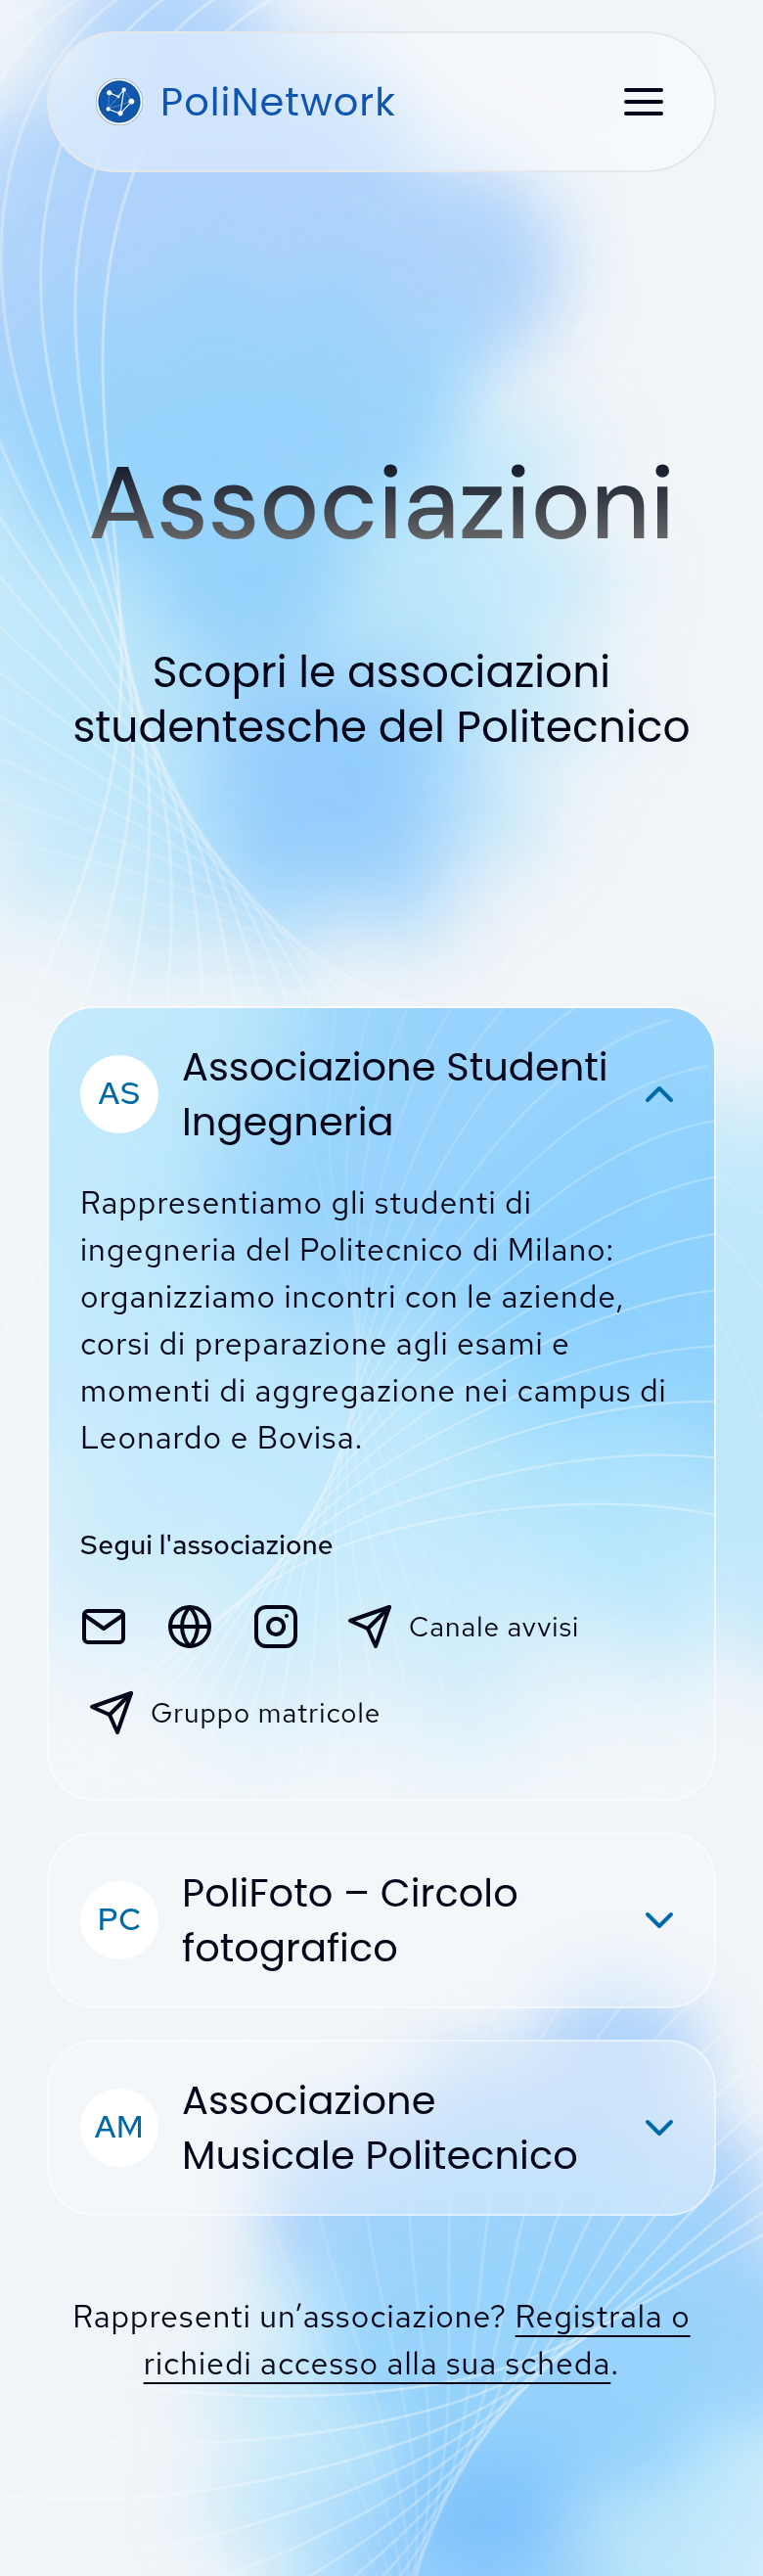 PoliNetwork
Associazioni
Scopri le associazioni
studentesche del Politecnico
AS
Associazione Studenti
Ingegneria
Rappresentiamo gli studenti di
ingegneria del Politecnico di Milano:
organizziamo incontri con le aziende,
corsi di preparazione agli esami e
momenti di aggregazione nei campus di
Leonardo e Bovisa.
Segui l'associazione
Canale avvisi
Gruppo matricole
PC
PoliFoto – Circolo
fotografico
AM
Associazione
Musicale Politecnico
Rappresenti un’associazione? Registrala o
richiedi accesso alla sua scheda.